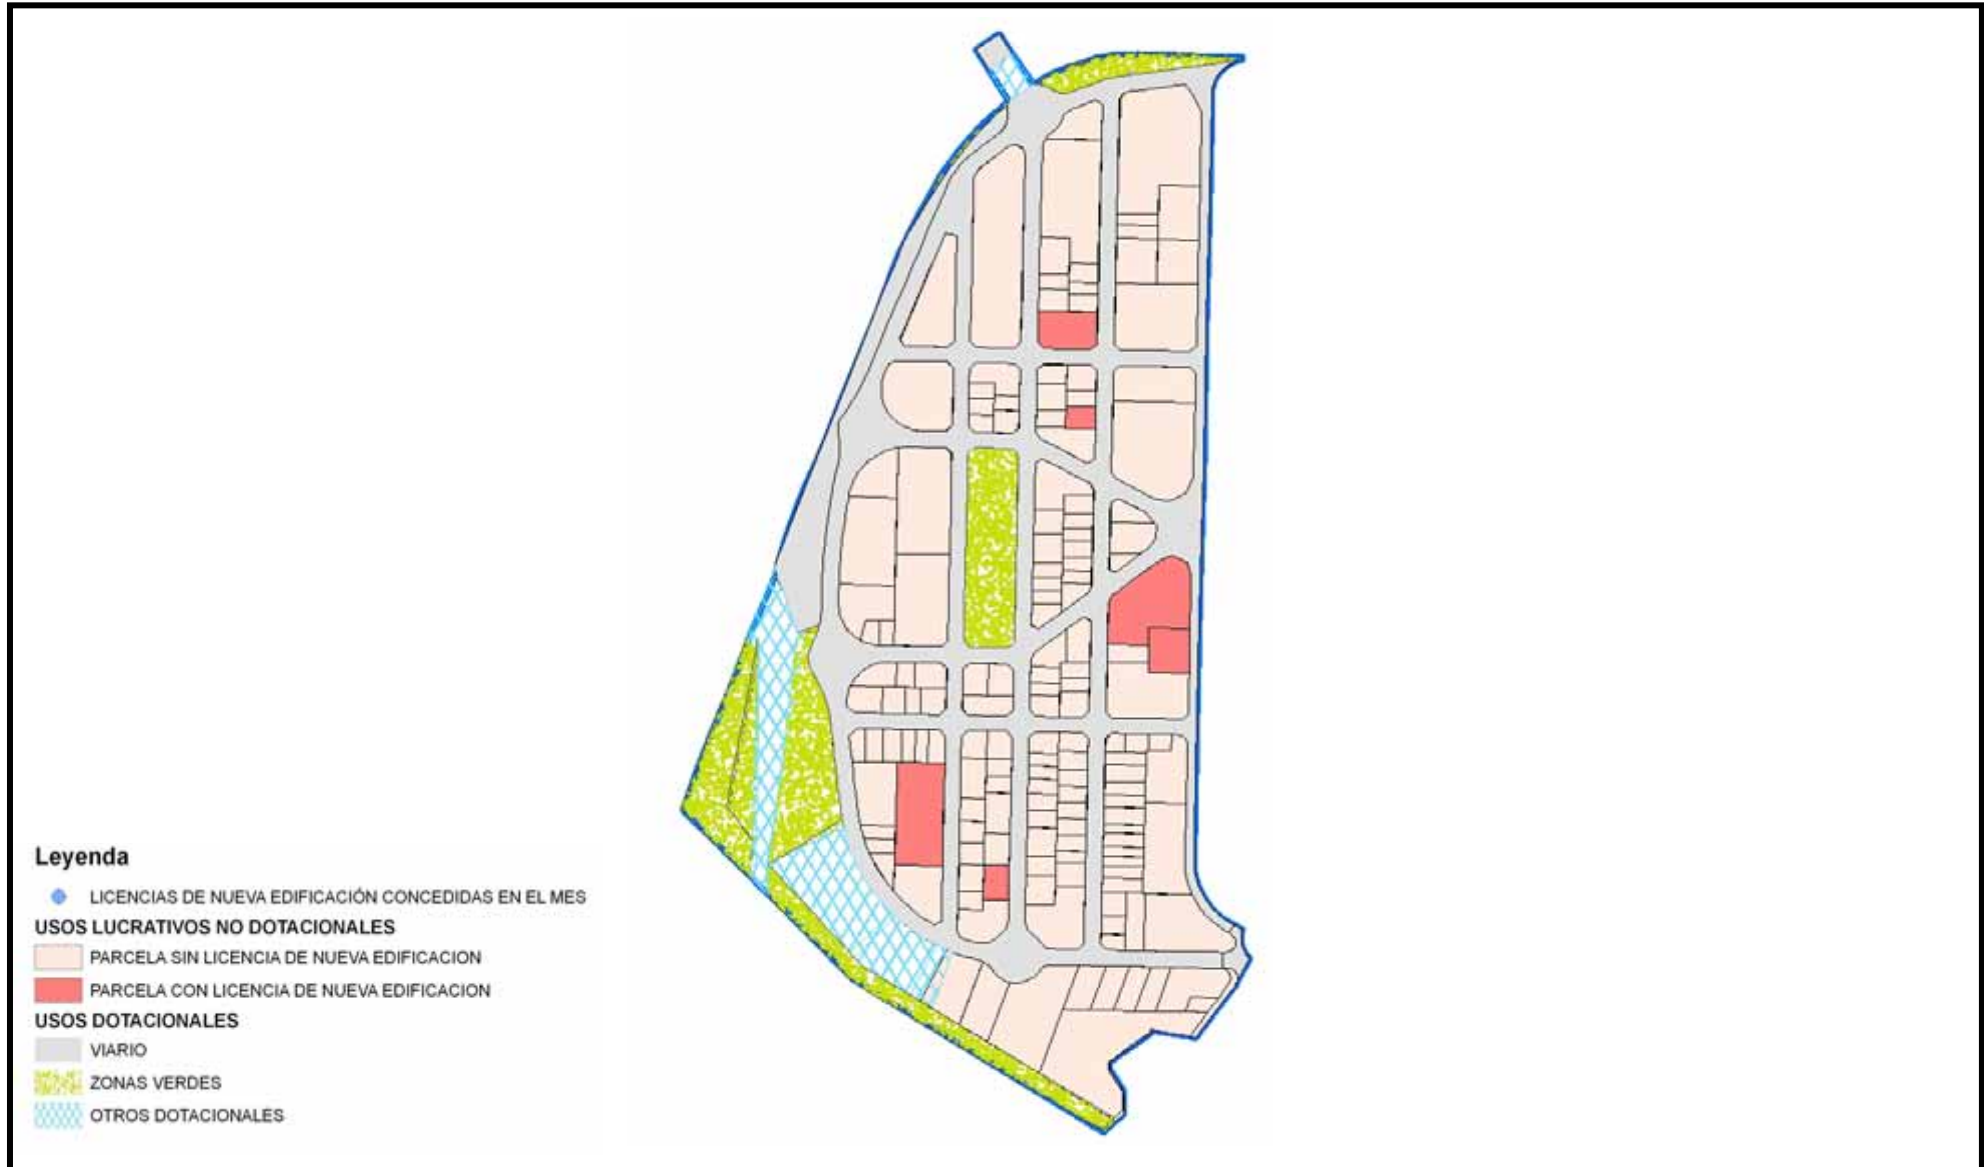 Leyenda
LICENCIAS DE NUEVA EDIFICACIÓN CONCEDIDAS EN EL MES
USOS LUCRATIVOS NO DOTACIONALES
PARCELA SIN LICENCIA DE NUEVA EDIFICACION
PARCELA CON LICENCIA DE NUEVA EDIFICACION
USOS DOTACIONALES
VIARIO
ZONAS VERDES
OTROS DOTACIONALES